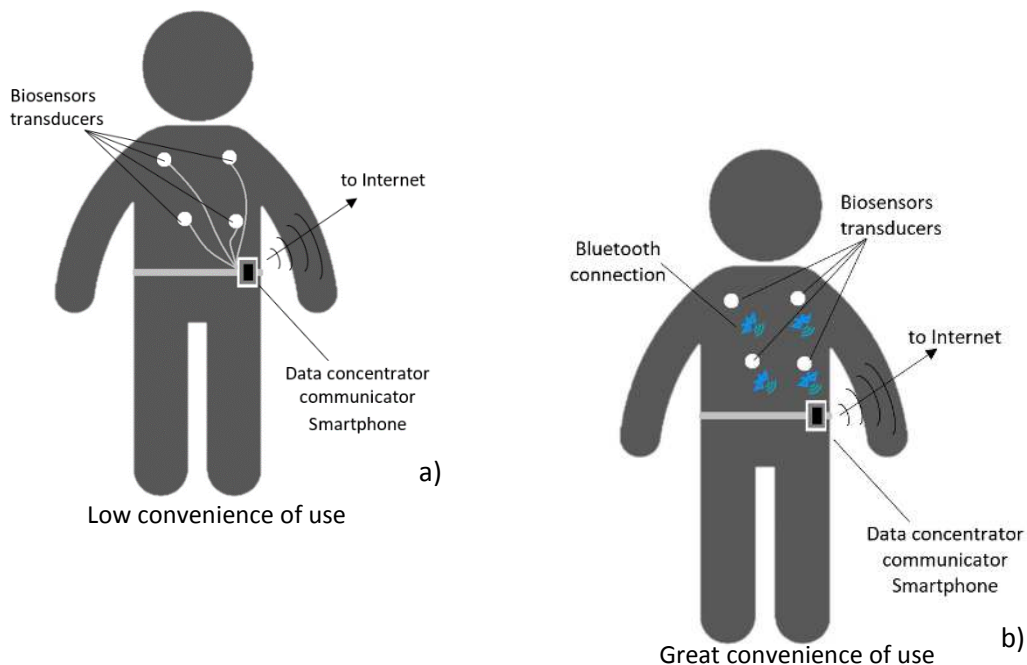 Biosensors
transducers
to Internet
Data concentrator
communicator
Smartphone
a)
Low convenience of use
Biosensors
transducers
Bluetooth
connection
to Internet
Data concentrator
communicator
Smartphone
b)
Great convenience of use